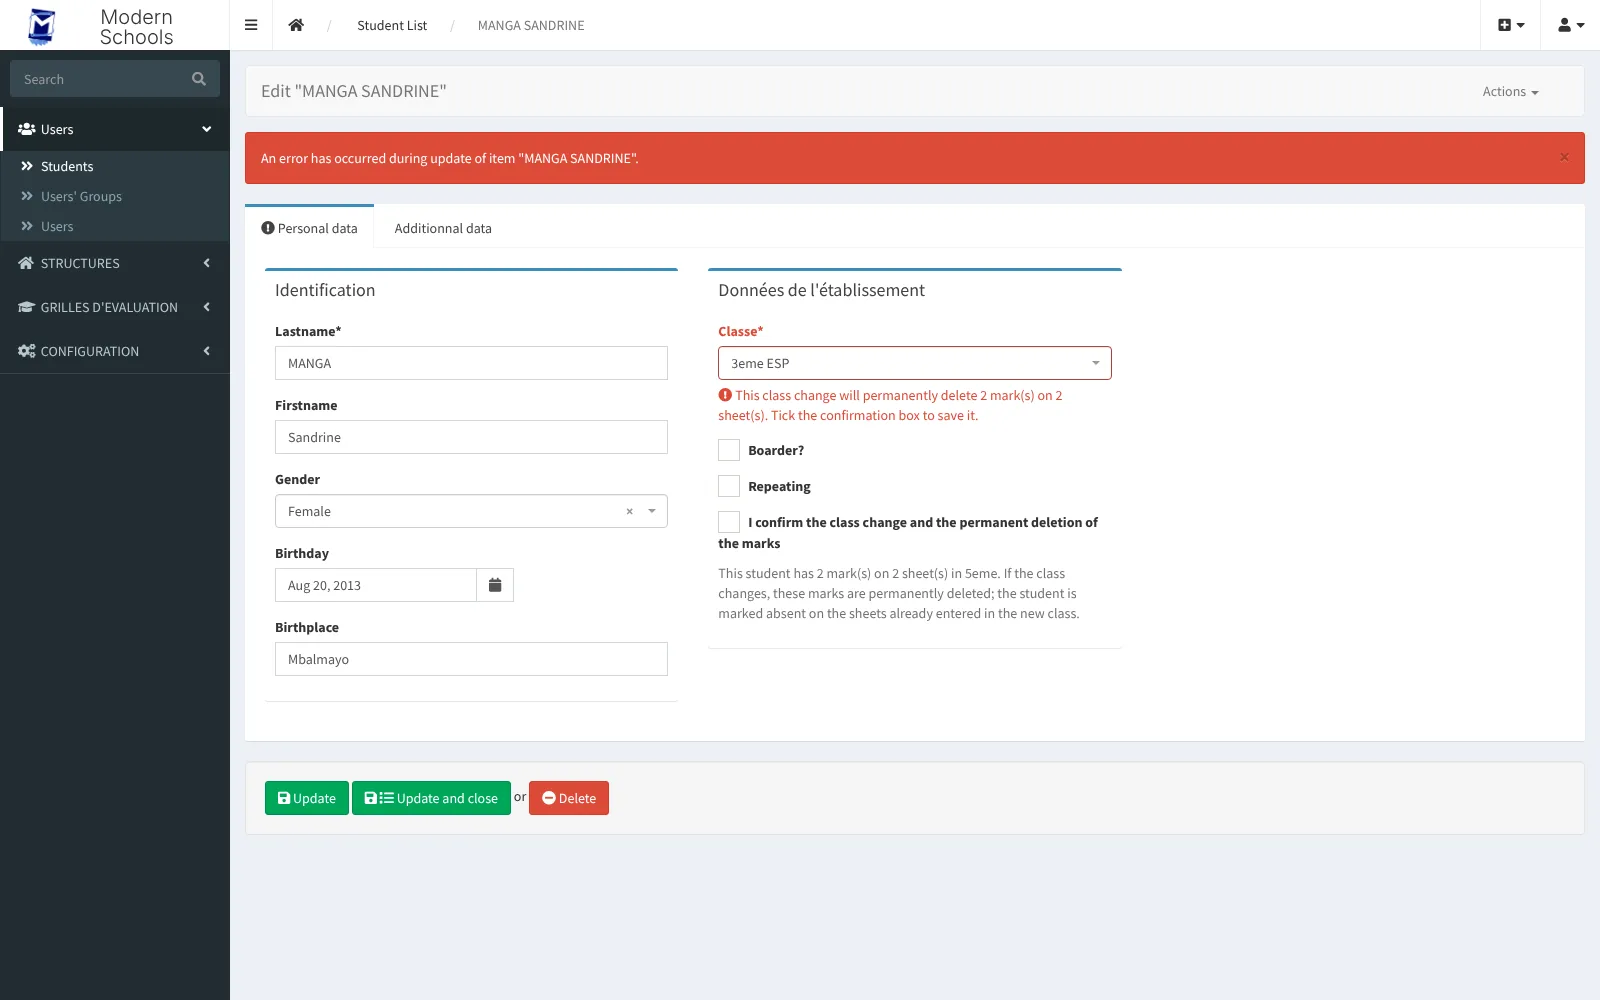 Modern
Schools
Student List
MANGA SANDRINE
Search
Users
Students
Users' Groups
Users
STRUCTURES
GRILLES D'EVALUATION
CONFIGURATION
Edit "MANGA SANDRINE"
Actions
An error has occurred during update of item "MANGA SANDRINE".
×
Personal data
Additionnal data
Identification
Lastname*
MANGA
Firstname
Sandrine
Gender
Female
×
Birthday
Aug 20, 2013
Birthplace
Mbalmayo
Données de l'établissement
Classe*
3eme ESP
This class change will permanently delete 2 mark(s) on 2
sheet(s). Tick the confirmation box to save it.
Boarder?
Repeating
I confirm the class change and the permanent deletion of
the marks
This student has 2 mark(s) on 2 sheet(s) in 5eme. If the class
changes, these marks are permanently deleted; the student is
marked absent on the sheets already entered in the new class.
Update
Update and close
or
Delete